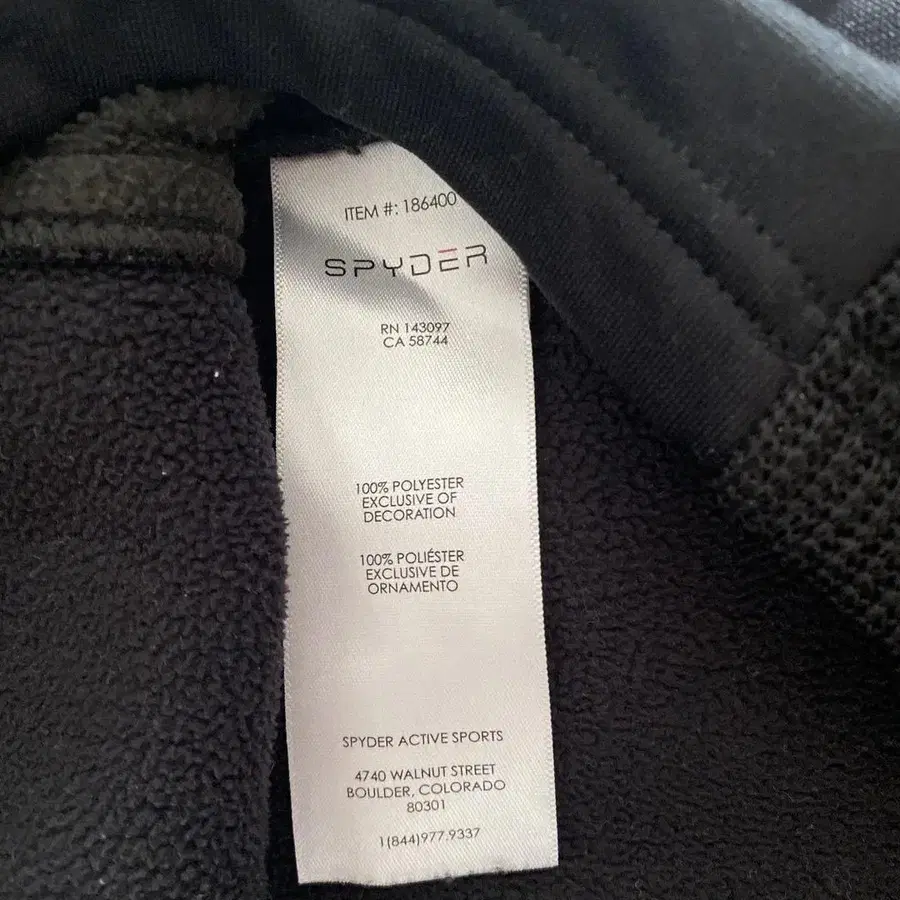 ITEM #: 186400
SPYDER
RN 143097
CA 58744
100% POLYESTER
EXCLUSIVE OF
DECORATION
100% POLIÉSTER
EXCLUSIVE DE
ORNAMENTO
SPYDER ACTIVE SPORTS
4740 WALNUT STREET
BOULDER, COLORADO
80301
1(844)977.9337